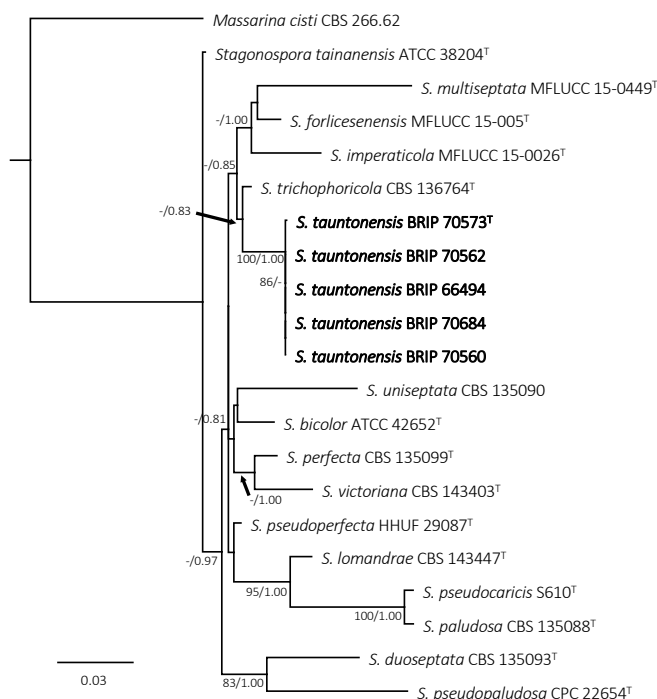 Massarina cisti CBS 266.62
Stagonospora tainanensis ATCC 38204ᵀ
S. multiseptata MFLUCC 15-0449ᵀ
-/1.00
S. forlicesenensis MFLUCC 15-005ᵀ
S. imperaticola MFLUCC 15-0026ᵀ
-/0.85
S. trichophoricola CBS 136764ᵀ
-/0.83
S. tauntonensis BRIP 70573ᵀ
S. tauntonensis BRIP 70562
100/1.00
86/-
S. tauntonensis BRIP 66494
S. tauntonensis BRIP 70684
S. tauntonensis BRIP 70560
S. uniseptata CBS 135090
-/0.81
S. bicolor ATCC 42652ᵀ
S. perfecta CBS 135099ᵀ
S. victoriana CBS 143403ᵀ
-/1.00
S. pseudoperfecta HHUF 29087ᵀ
-/0.97
S. lomandrae CBS 143447ᵀ
95/1.00
S. pseudocaricis S610ᵀ
100/1.00
S. paludosa CBS 135088ᵀ
S. duoseptata CBS 135093ᵀ
83/1.00
S. pseudopaludosa CPC 22654ᵀ
0.03